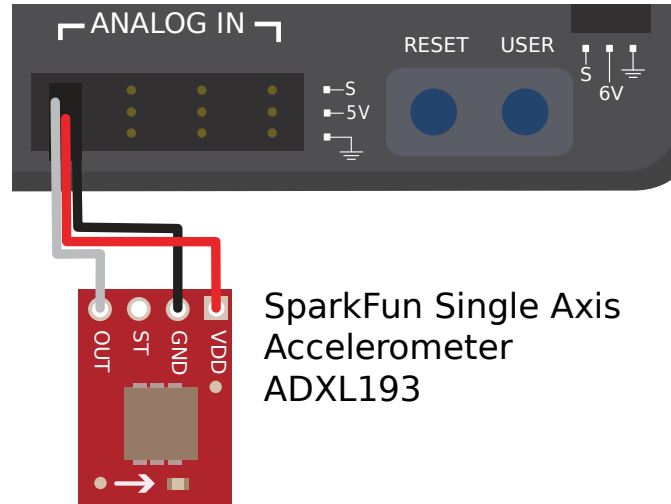 ANALOG IN
RESET
USER
S
5V
S
6V
OUT
ST
GND
VDD
SparkFun Single Axis
Accelerometer
ADXL193